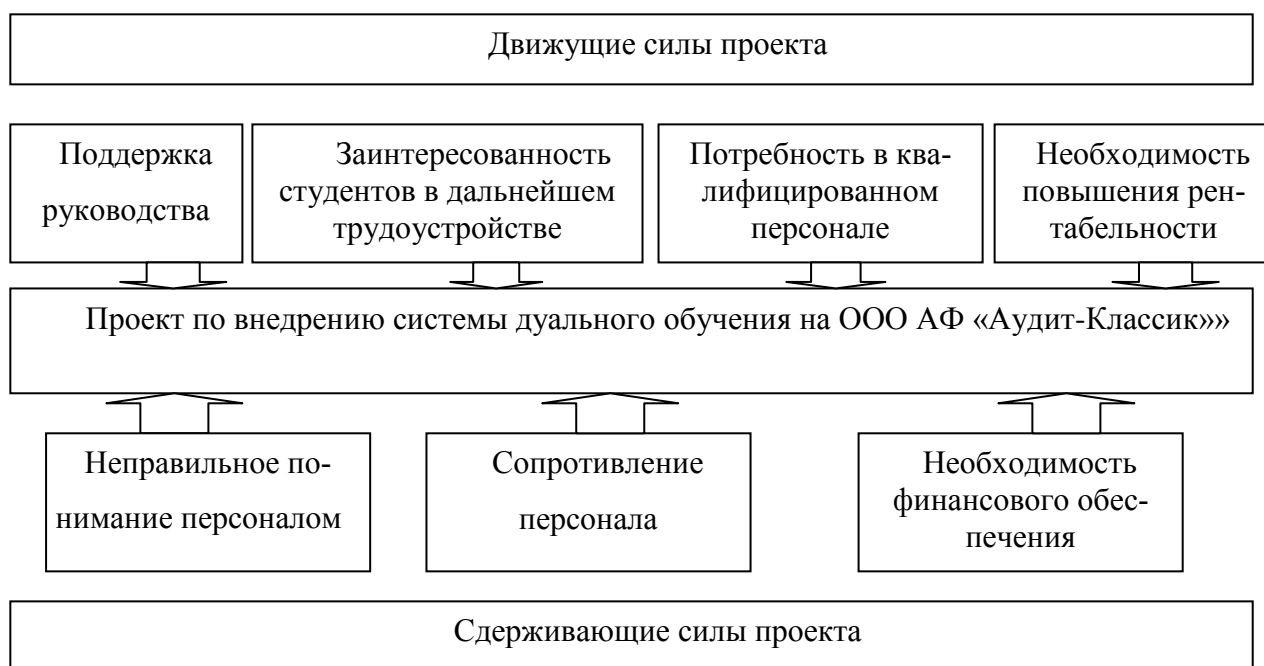 Движущие силы проекта
Поддержка
руководства
Заинтересованность
студентов в дальнейшем
трудоустройстве
Потребность в ква-
лифицированном
персонале
Необходимость
повышения рен-
табельности
Проект по внедрению системы дуального обучения на ООО АФ «Аудит-Классик»»
Неправильное по-
нимание персоналом
Сопротивление
персонала
Необходимость
финансового обес-
печения
Сдерживающие силы проекта